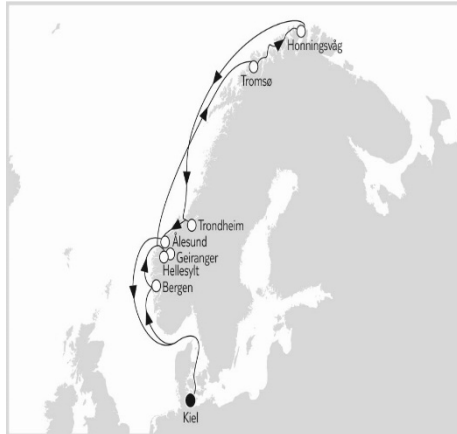 Honningsvåg
Tromsø
Trondheim
Ålesund
Geiranger
Hellesylt
Bergen
Kiel